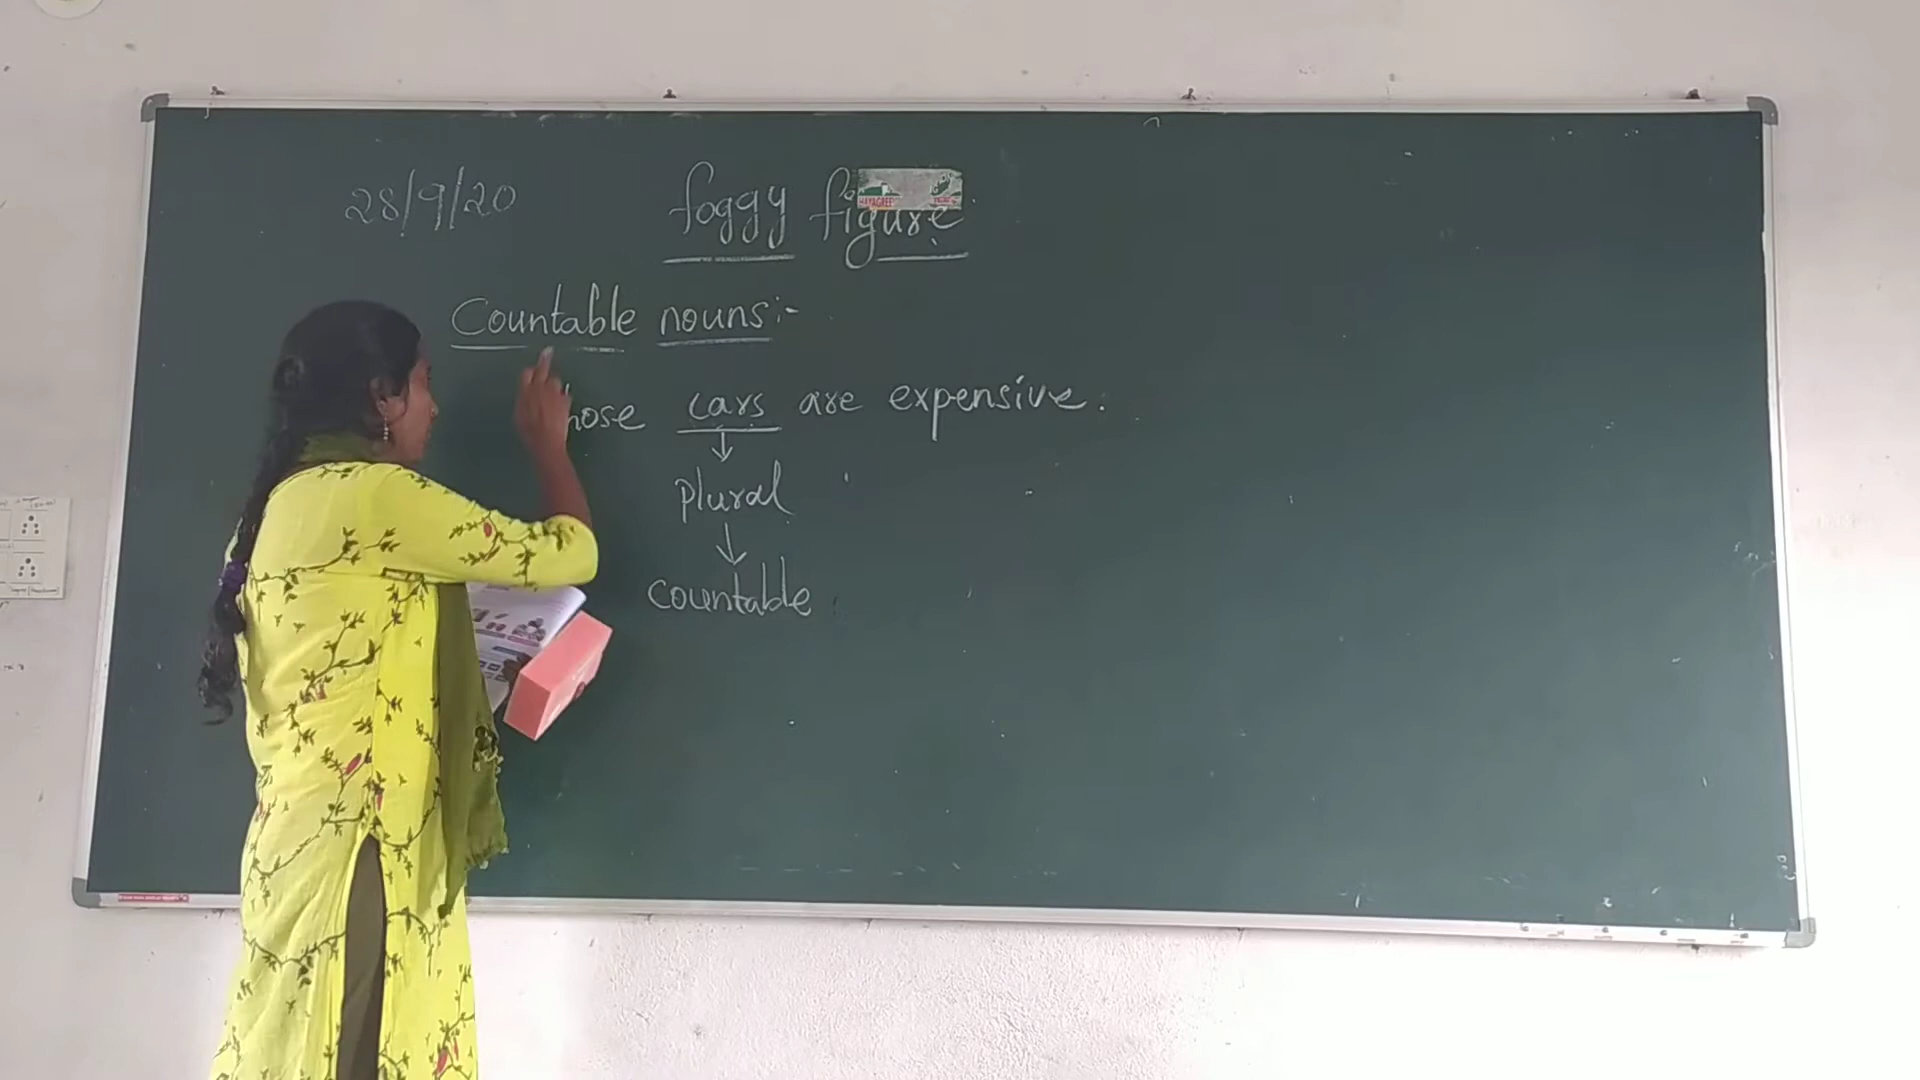 28/9/20
foggy figure
Countable nouns:-
hose cars are expensive.
plural
countable